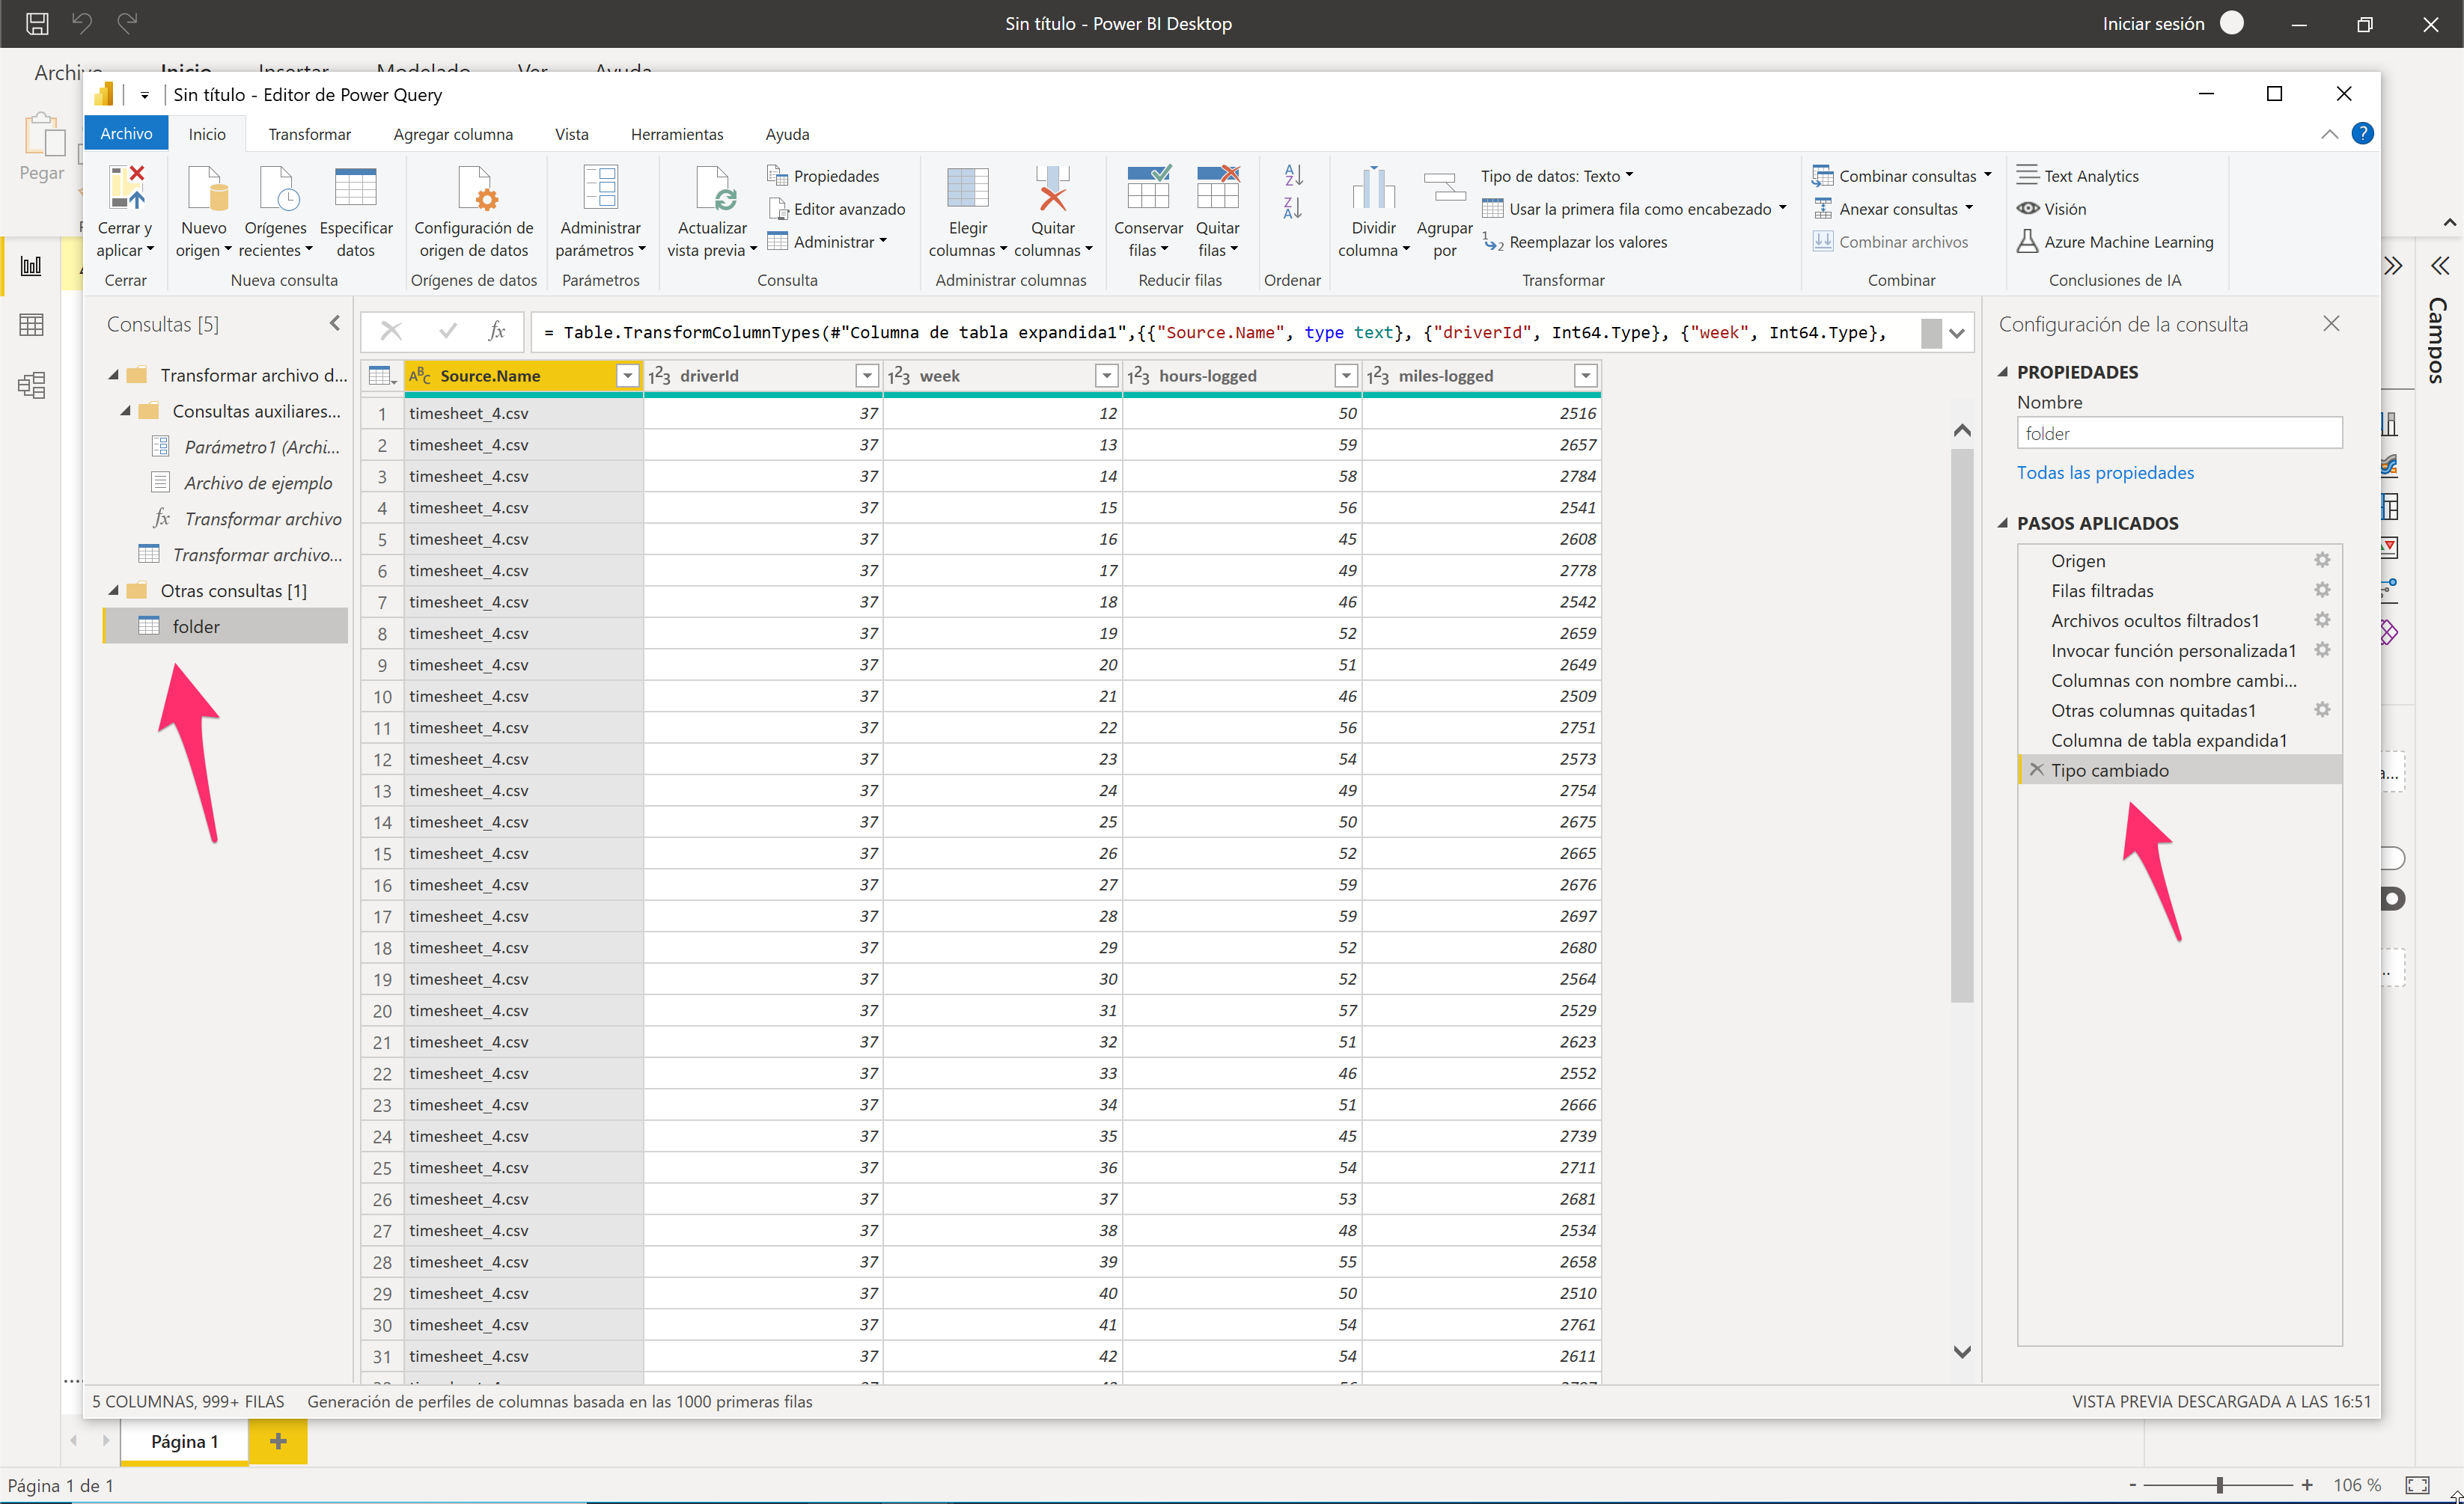 Sin título - Power BI Desktop
Iniciar sesión
Archivo Inicio Insertar Modelado Ver Ayuda
Pegar
Sin título - Editor de Power Query
Archivo Inicio Transformar Agregar columna Vista Herramientas Ayuda
Cerrar y aplicar
Nuevo origen
Orígenes recientes
Especificar datos
Configuración de origen de datos
Administrar parámetros
Actualizar vista previa
Propiedades
Editor avanzado
Administrar
Elegir columnas
Quitar columnas
Conservar filas
Quitar filas
Dividir columna
Agrupar por
Tipo de datos: Texto
Usar la primera fila como encabezado
Reemplazar los valores
Combinar consultas
Anexar consultas
Combinar archivos
Text Analytics
Visión
Azure Machine Learning
Cerrar Nueva consulta Orígenes de datos Parámetros Consulta Administrar columnas Reducir filas Ordenar Transformar Combinar Conclusiones de IA
Consultas [5]
Transformar archivo d...
Consultas auxiliares...
Parámetro1 (Archi...
Archivo de ejemplo
fx Transformar archivo
Transformar archivo...
Otras consultas [1]
folder
fx
= Table.TransformColumnTypes(#"Columna de tabla expandida1",{{"Source.Name", type text}, {"driverId", Int64.Type}, {"week", Int64.Type},
ABC Source.Name 123 driverId 123 week 123 hours-logged 123 miles-logged
1 timesheet_4.csv 37 12 50 2516
2 timesheet_4.csv 37 13 59 2657
3 timesheet_4.csv 37 14 58 2784
4 timesheet_4.csv 37 15 56 2541
5 timesheet_4.csv 37 16 45 2608
6 timesheet_4.csv 37 17 49 2778
7 timesheet_4.csv 37 18 46 2542
8 timesheet_4.csv 37 19 52 2659
9 timesheet_4.csv 37 20 51 2649
10 timesheet_4.csv 37 21 46 2509
11 timesheet_4.csv 37 22 56 2751
12 timesheet_4.csv 37 23 54 2573
13 timesheet_4.csv 37 24 49 2754
14 timesheet_4.csv 37 25 50 2675
15 timesheet_4.csv 37 26 52 2665
16 timesheet_4.csv 37 27 59 2676
17 timesheet_4.csv 37 28 59 2697
18 timesheet_4.csv 37 29 52 2680
19 timesheet_4.csv 37 30 52 2564
20 timesheet_4.csv 37 31 57 2529
21 timesheet_4.csv 37 32 51 2623
22 timesheet_4.csv 37 33 46 2552
23 timesheet_4.csv 37 34 51 2666
24 timesheet_4.csv 37 35 45 2739
25 timesheet_4.csv 37 36 54 2711
26 timesheet_4.csv 37 37 53 2681
27 timesheet_4.csv 37 38 48 2534
28 timesheet_4.csv 37 39 55 2658
29 timesheet_4.csv 37 40 50 2510
30 timesheet_4.csv 37 41 54 2761
31 timesheet_4.csv 37 42 54 2611
Configuración de la consulta
PROPIEDADES
Nombre
folder
Todas las propiedades
PASOS APLICADOS
Origen
Filas filtradas
Archivos ocultos filtrados1
Invocar función personalizada1
Columnas con nombre cambi...
Otras columnas quitadas1
Columna de tabla expandida1
Tipo cambiado
Campos
5 COLUMNAS, 999+ FILAS Generación de perfiles de columnas basada en las 1000 primeras filas
VISTA PREVIA DESCARGADA A LAS 16:51
Página 1
Página 1 de 1
106 %